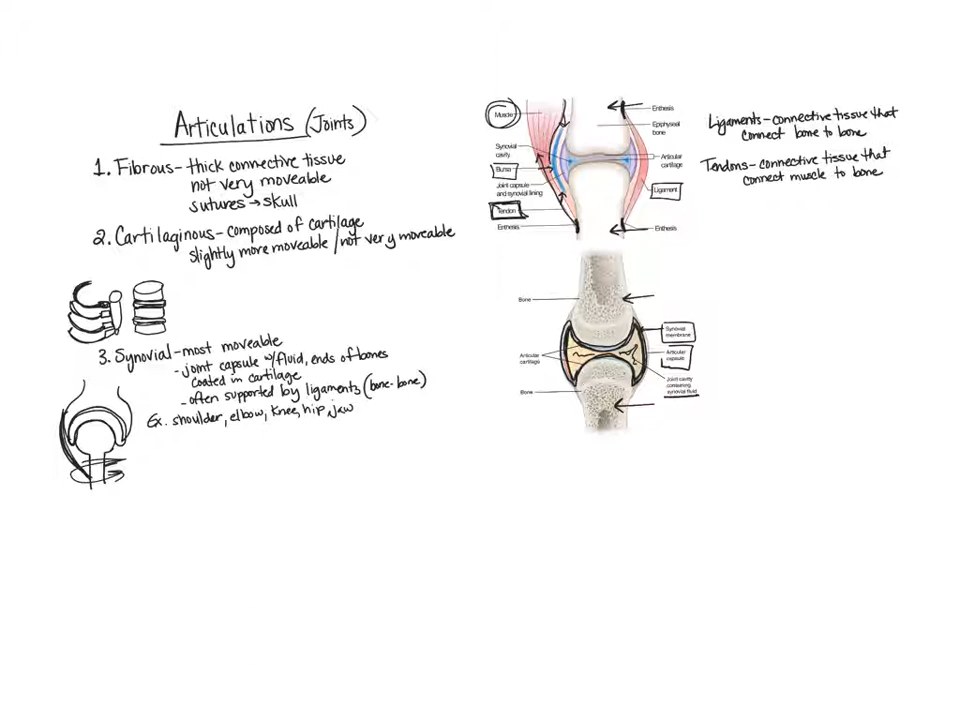 Articulations (Joints)
1. Fibrous - thick connective tissue
not very moveable
sutures → skull
2. Cartilaginous - composed of cartilage
slightly more moveable / not very moveable
3. Synovial - most moveable
- joint capsule w/fluid, ends of bones
coated in cartilage
- often supported by ligaments (bone-bone)
Ex. shoulder, elbow, knee, hip, jaw
Muscle
Synovial
cavity
Bursa
Joint capsule
and synovial lining
Tendon
Enthesis
Enthesis
Epiphyseal
bone
Articular
cartilage
Ligament
Enthesis
Bone
Articular
cartilage
Bone
Synovial
membrane
Articular
capsule
Joint cavity
containing
synovial fluid
Ligaments - connective tissue that
connect bone to bone
Tendons - connective tissue that
connect muscle to bone